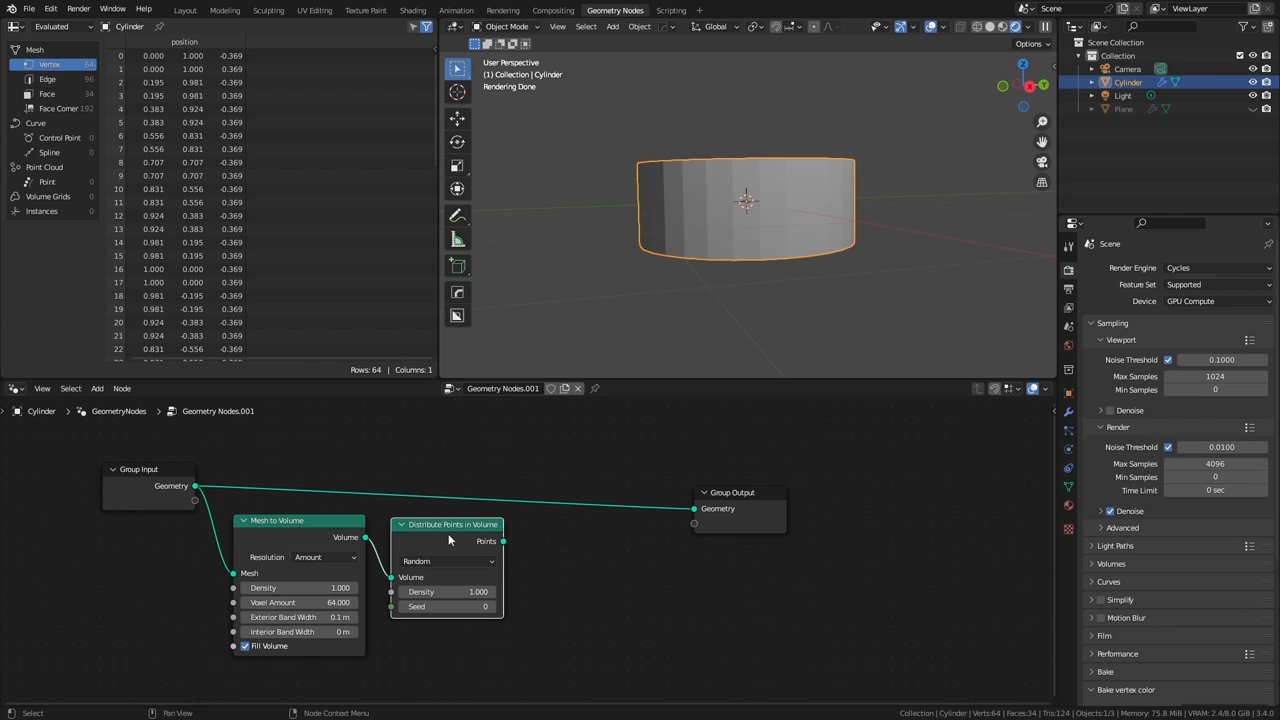 File Edit Render Window Help
Layout Modeling Sculpting UV Editing Texture Paint Shading Animation Rendering Compositing Geometry Nodes Scripting
Scene
ViewLayer
Evaluated
Cylinder
Object Mode
View Select Add Object
Global
Options
position
Mesh
Vertex 64
Edge 96
Face 34
Face Corner 192
Curve
Control Point 0
Spline 0
Point Cloud
Point 0
Volume Grids 0
Instances 0
0 0.000 1.000 -0.369
1 0.000 1.000 -0.369
2 0.195 0.981 -0.369
3 0.195 0.981 -0.369
4 0.383 0.924 -0.369
5 0.383 0.924 -0.369
6 0.556 0.831 -0.369
7 0.556 0.831 -0.369
8 0.707 0.707 -0.369
9 0.707 0.707 -0.369
10 0.831 0.556 -0.369
11 0.831 0.556 -0.369
12 0.924 0.383 -0.369
13 0.924 0.383 -0.369
14 0.981 0.195 -0.369
15 0.981 0.195 -0.369
16 1.000 0.000 -0.369
17 1.000 0.000 -0.369
18 0.981 -0.195 -0.369
19 0.981 -0.195 -0.369
20 0.924 -0.383 -0.369
21 0.924 -0.383 -0.369
22 0.831 -0.556 -0.369
Rows: 64 | Columns: 1
User Perspective
(1) Collection | Cylinder
Rendering Done
Z
X
Y
Scene Collection
Collection
Camera
Cylinder
Light
Plane
Scene
Render Engine Cycles
Feature Set Supported
Device GPU Compute
Sampling
Viewport
Noise Threshold 0.1000
Max Samples 1024
Min Samples 0
Denoise
Render
Noise Threshold 0.0100
Max Samples 4096
Min Samples 0
Time Limit 0 sec
Denoise
Advanced
Light Paths
Volumes
Curves
Simplify
Motion Blur
Film
Performance
Bake
Bake vertex color
View Select Add Node
Geometry Nodes.001
Cylinder
GeometryNodes
Geometry Nodes.001
Group Input
Geometry
Mesh to Volume
Volume
Resolution Amount
Mesh
Density 1.000
Voxel Amount 64.000
Exterior Band Width 0.1 m
Interior Band Width 0 m
Fill Volume
Distribute Points in Volume
Points
Random
Volume
Density 1.000
Seed 0
Group Output
Geometry
Select
Pan View
Node Context Menu
Collection | Cylinder | Verts:64 | Faces:34 | Tris:124 | Objects:1/3 | Memory: 75.8 MiB | VRAM: 2.4/8.0 GiB | 3.4.0